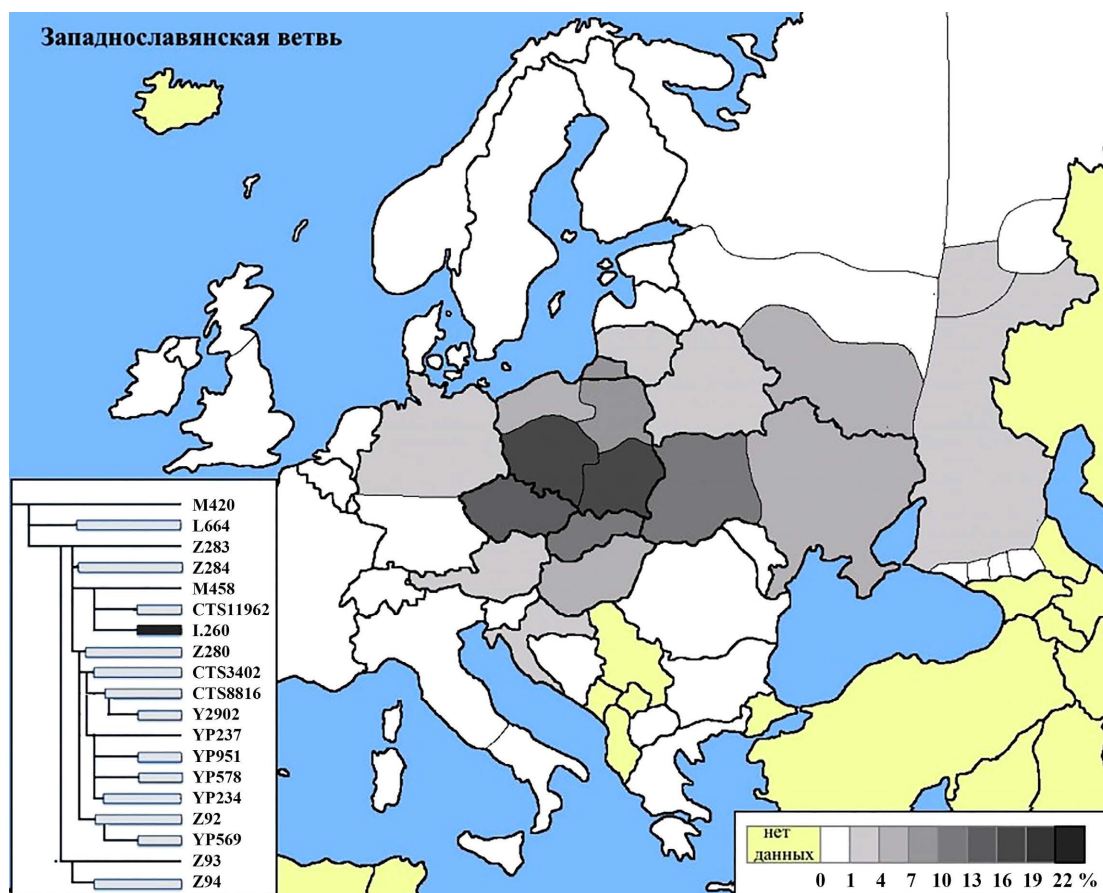 Западнославянская ветвь
M420
L664
Z283
Z284
M458
CTS11962
L260
Z280
CTS3402
CTS8816
Y2902
YP237
YP951
YP578
YP234
Z92
YP569
Z93
Z94
нет
данных
0 1 4 7 10 13 16 19 22 %